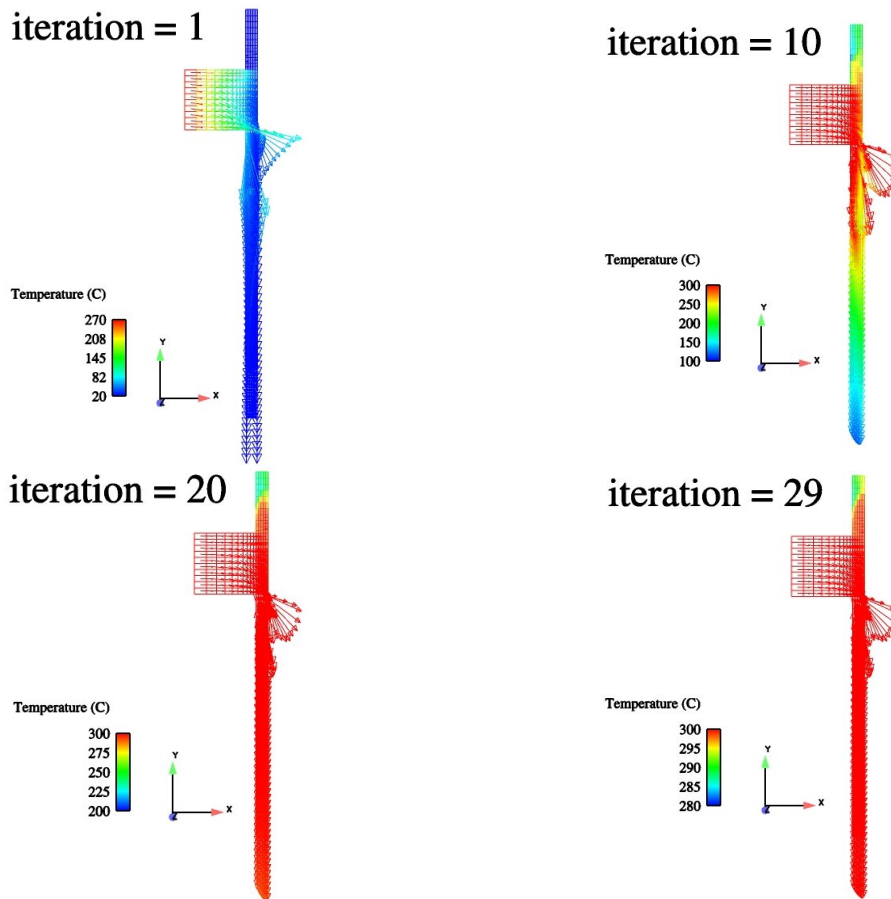 iteration = 1
Temperature (C)
270
208
145
82
20
Y
X
Z
iteration = 10
Temperature (C)
300
250
200
150
100
Y
X
Z
iteration = 20
Temperature (C)
300
275
250
225
200
Y
X
Z
iteration = 29
Temperature (C)
300
295
290
285
280
Y
X
Z